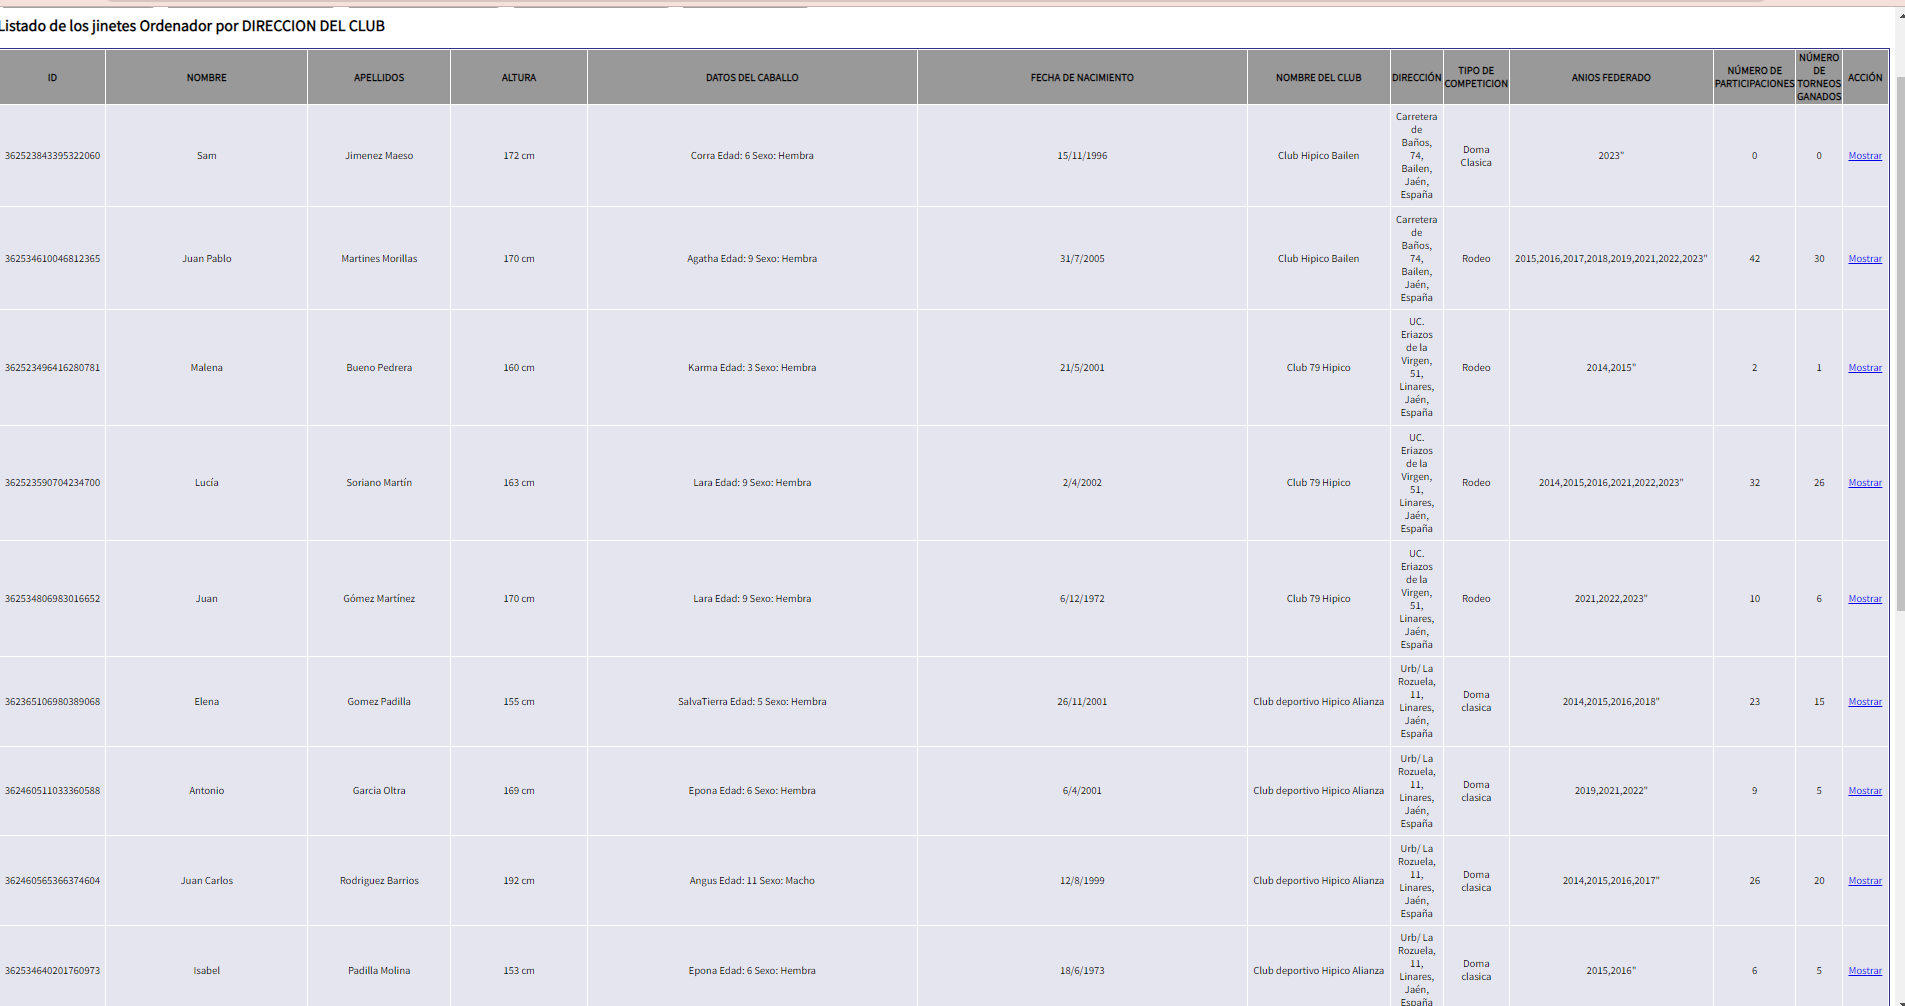 Listado de los jinetes Ordenador por DIRECCION DEL CLUB
ID NOMBRE APELLIDOS ALTURA DATOS DEL CABALLO FECHA DE NACIMIENTO NOMBRE DEL CLUB DIRECCIÓN TIPO DE COMPETICION ANIOS FEDERADO NÚMERO DE PARTICIPACIONES NÚMERO DE TORNEOS GANADOS ACCIÓN
362523843395322060 Sam Jimenez Maeso 172 cm Corra Edad: 6 Sexo: Hembra 15/11/1996 Club Hipico Bailen Carretera de Baños, 74, Bailen, Jaén, España Doma Clasica 2023" 0 0 Mostrar
362534610046812365 Juan Pablo Martines Morillas 170 cm Agatha Edad: 9 Sexo: Hembra 31/7/2005 Club Hipico Bailen Carretera de Baños, 74, Bailen, Jaén, España Rodeo 2015,2016,2017,2018,2019,2021,2022,2023" 42 30 Mostrar
362523496416280781 Malena Bueno Pedrera 160 cm Karma Edad: 3 Sexo: Hembra 21/5/2001 Club 79 Hipico UC. Eriazos de la Virgen, 51, Linares, Jaén, España Rodeo 2014,2015" 2 1 Mostrar
362523590704234700 Lucía Soriano Martín 163 cm Lara Edad: 9 Sexo: Hembra 2/4/2002 Club 79 Hipico UC. Eriazos de la Virgen, 51, Linares, Jaén, España Rodeo 2014,2015,2016,2021,2022,2023" 32 26 Mostrar
362534806983016652 Juan Gómez Martínez 170 cm Lara Edad: 9 Sexo: Hembra 6/12/1972 Club 79 Hipico UC. Eriazos de la Virgen, 51, Linares, Jaén, España Rodeo 2021,2022,2023" 10 6 Mostrar
362365106980389068 Elena Gomez Padilla 155 cm SalvaTierra Edad: 5 Sexo: Hembra 26/11/2001 Club deportivo Hipico Alianza Urb/ La Rozuela, 11, Linares, Jaén, España Doma clasica 2014,2015,2016,2018" 23 15 Mostrar
362460511033360588 Antonio Garcia Oltra 169 cm Epona Edad: 6 Sexo: Hembra 6/4/2001 Club deportivo Hipico Alianza Urb/ La Rozuela, 11, Linares, Jaén, España Doma clasica 2019,2021,2022" 9 5 Mostrar
362460565366374604 Juan Carlos Rodriguez Barrios 192 cm Angus Edad: 11 Sexo: Macho 12/8/1999 Club deportivo Hipico Alianza Urb/ La Rozuela, 11, Linares, Jaén, España Doma clasica 2014,2015,2016,2017" 26 20 Mostrar
362534640201760973 Isabel Padilla Molina 153 cm Epona Edad: 6 Sexo: Hembra 18/6/1973 Club deportivo Hipico Alianza Urb/ La Rozuela, 11, Linares, Jaén, España Doma clasica 2015,2016" 6 5 Mostrar